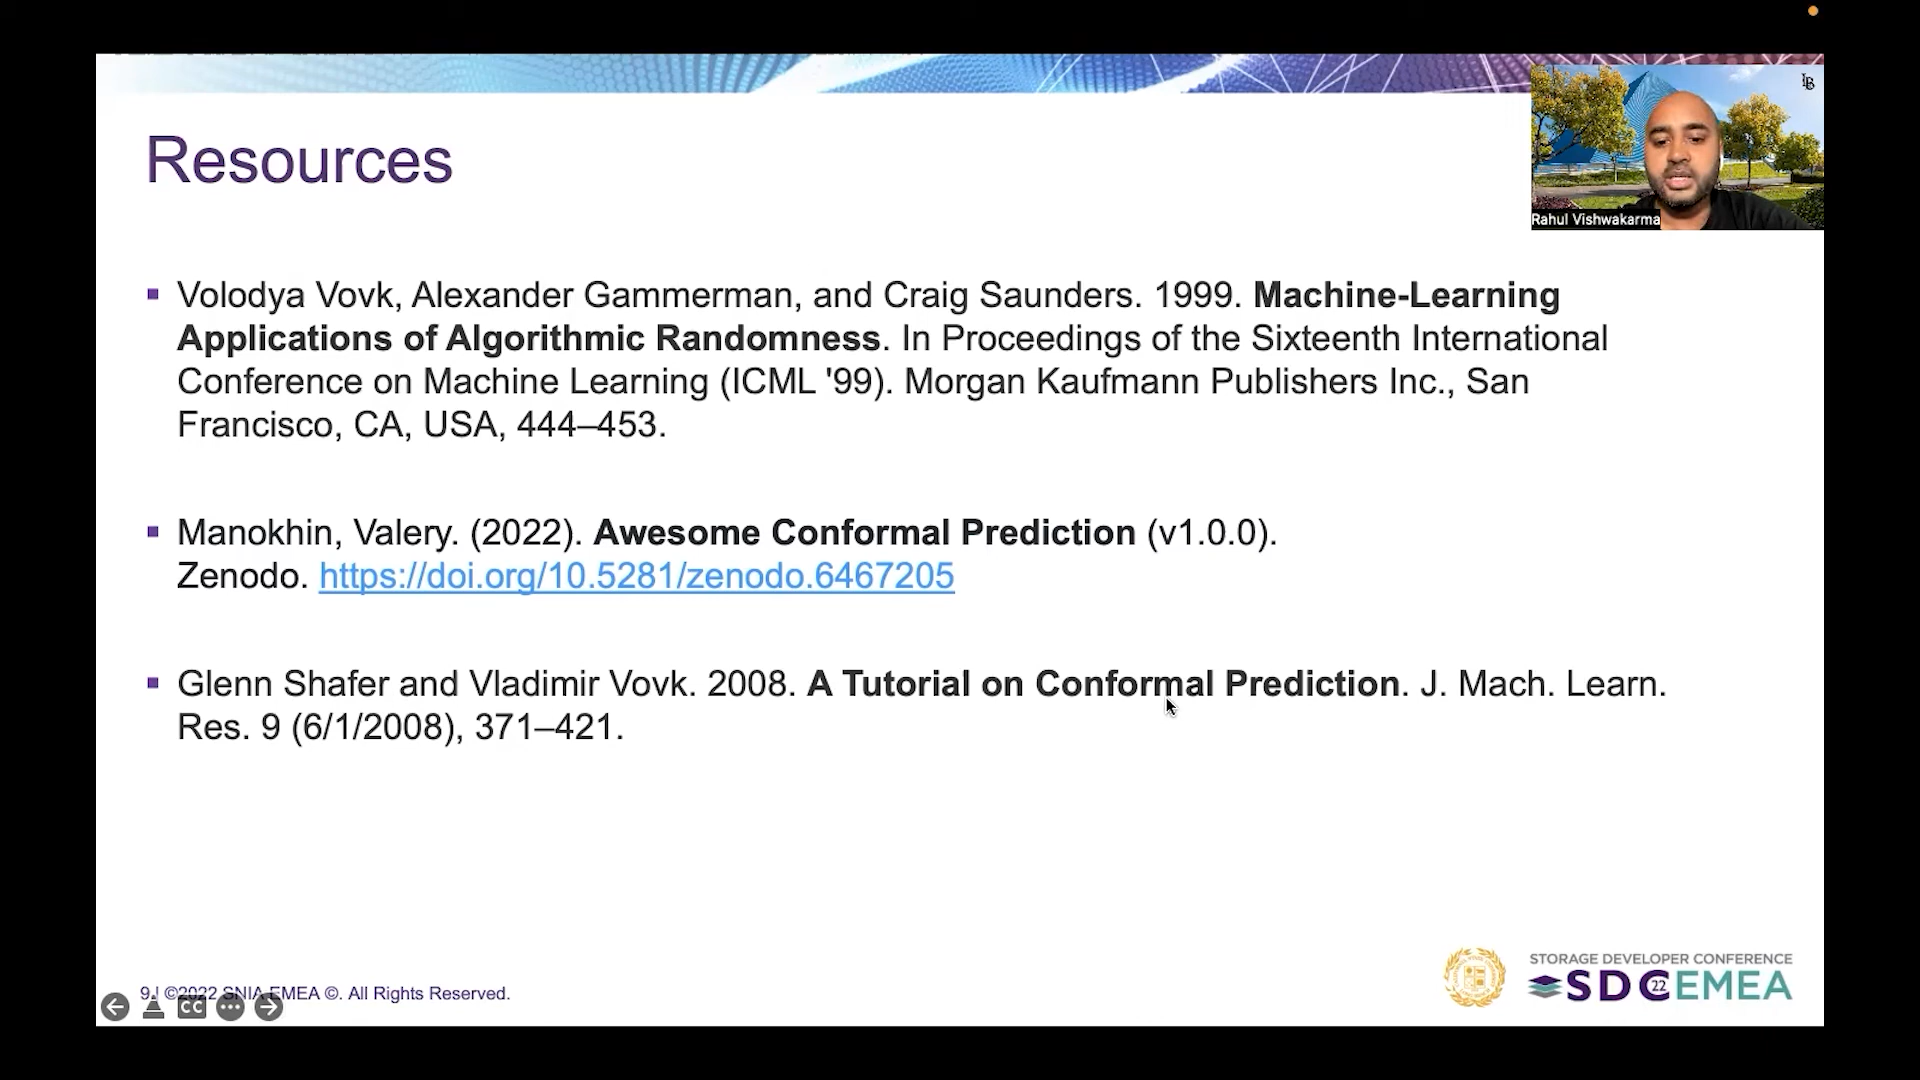 LB
Resources
Rahul Vishwakarma
Volodya Vovk, Alexander Gammerman, and Craig Saunders. 1999. Machine-Learning
Applications of Algorithmic Randomness. In Proceedings of the Sixteenth International
Conference on Machine Learning (ICML '99). Morgan Kaufmann Publishers Inc., San
Francisco, CA, USA, 444–453.
Manokhin, Valery. (2022). Awesome Conformal Prediction (v1.0.0).
Zenodo. https://doi.org/10.5281/zenodo.6467205
Glenn Shafer and Vladimir Vovk. 2008. A Tutorial on Conformal Prediction. J. Mach. Learn.
Res. 9 (6/1/2008), 371–421.
STORAGE DEVELOPER CONFERENCE
SDC 22 EMEA
9 | ©2022 SNIA EMEA ©. All Rights Reserved.
CC